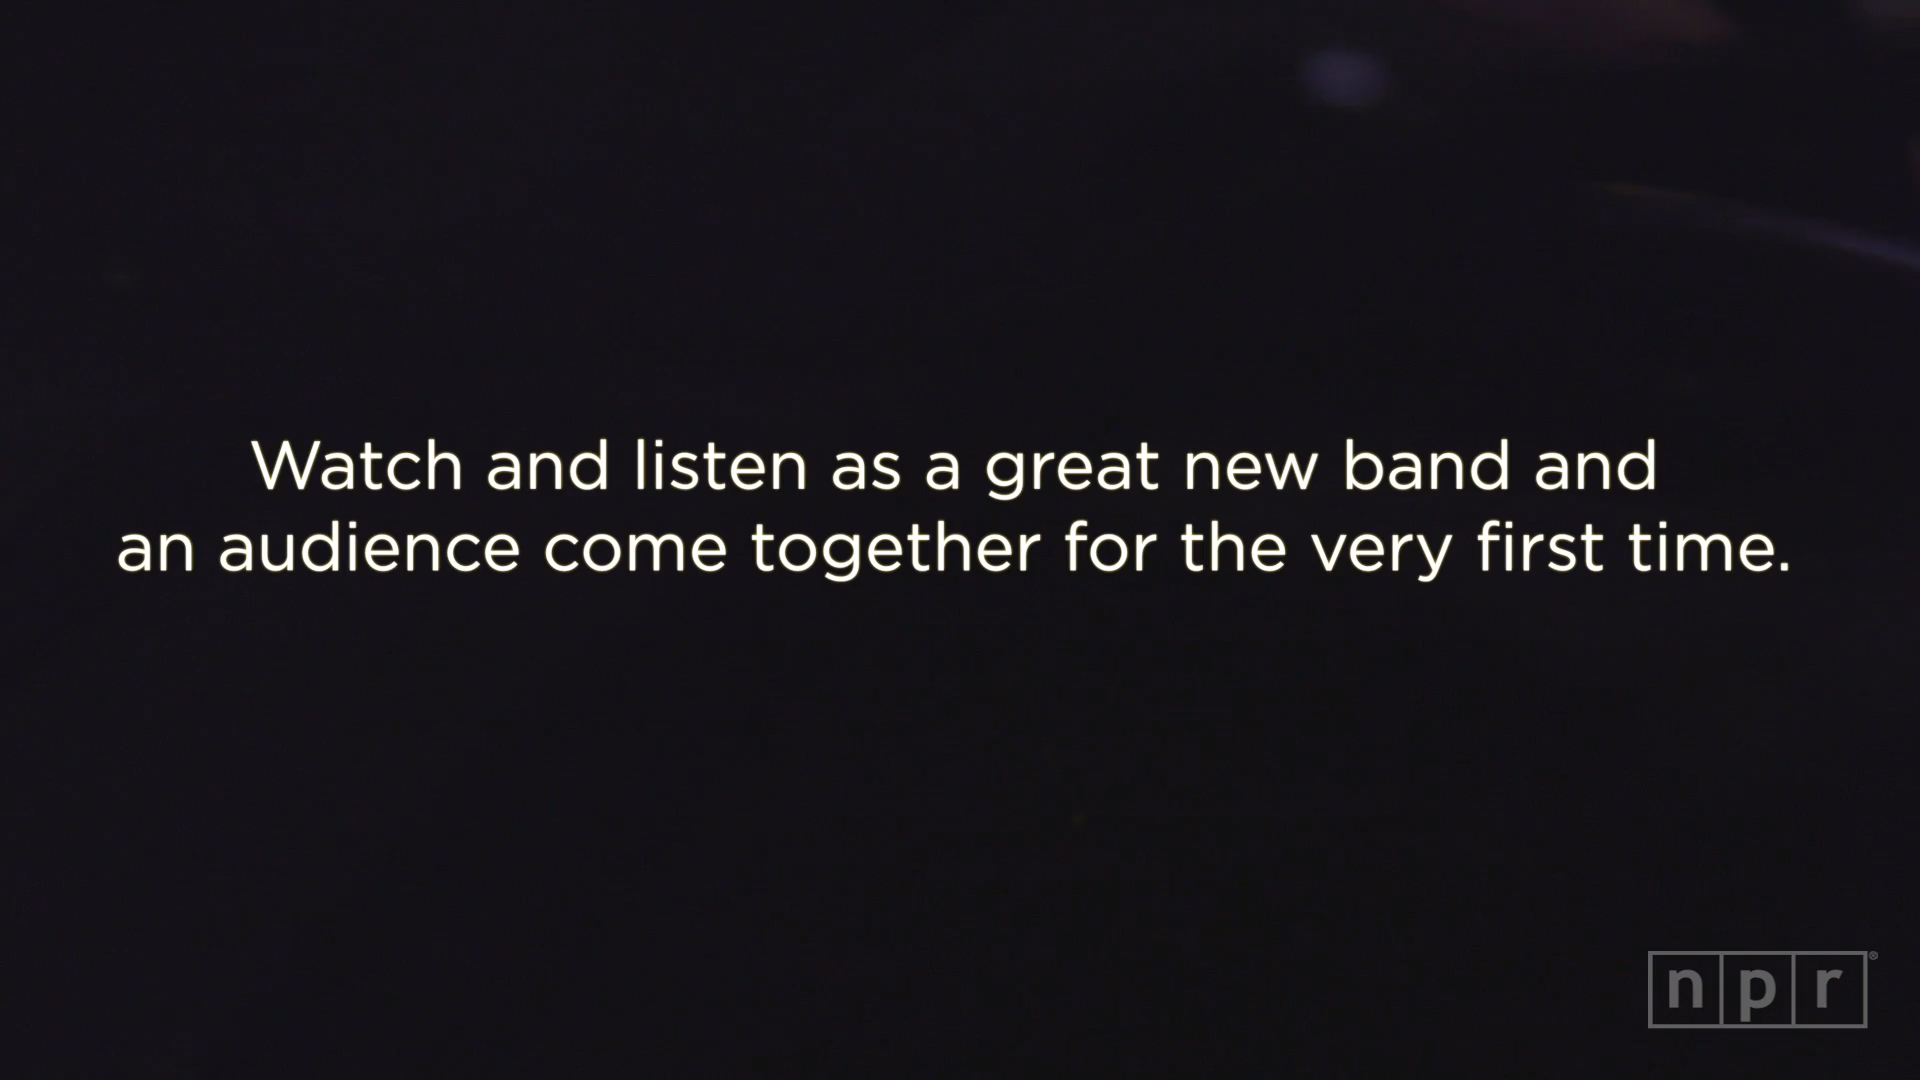 Watch and listen as a great new band and
an audience come together for the very first time.
npr®